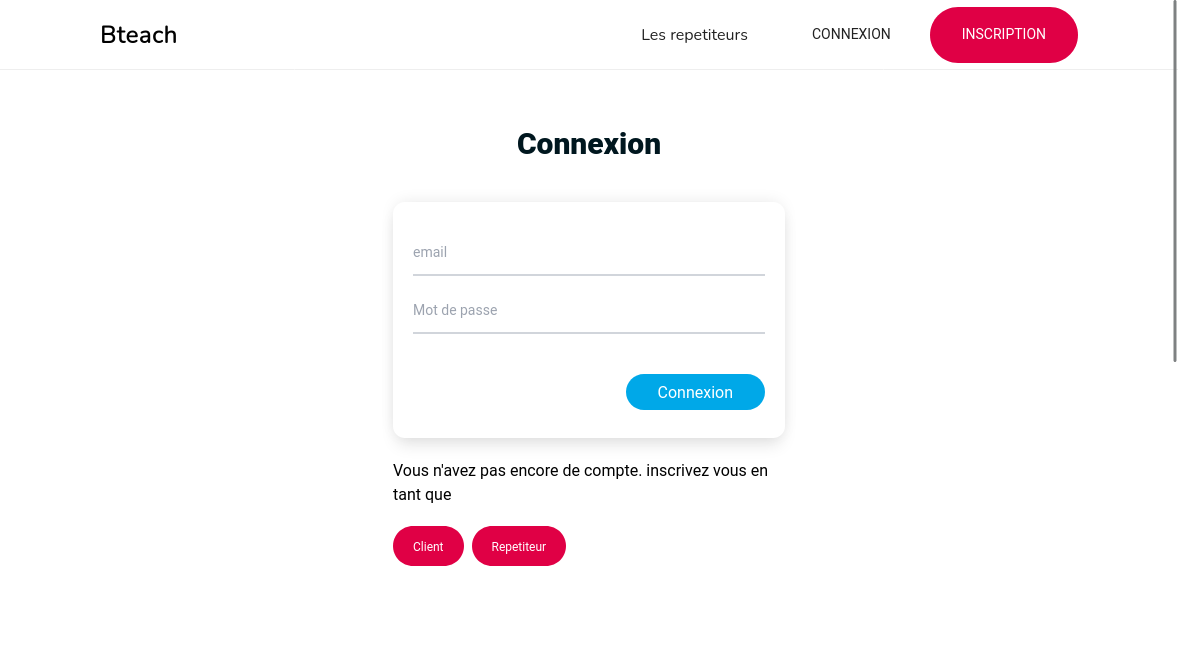 Bteach
Les repetiteurs
CONNEXION
INSCRIPTION
Connexion
email
Mot de passe
Connexion
Vous n'avez pas encore de compte. inscrivez vous en
tant que
Client
Repetiteur